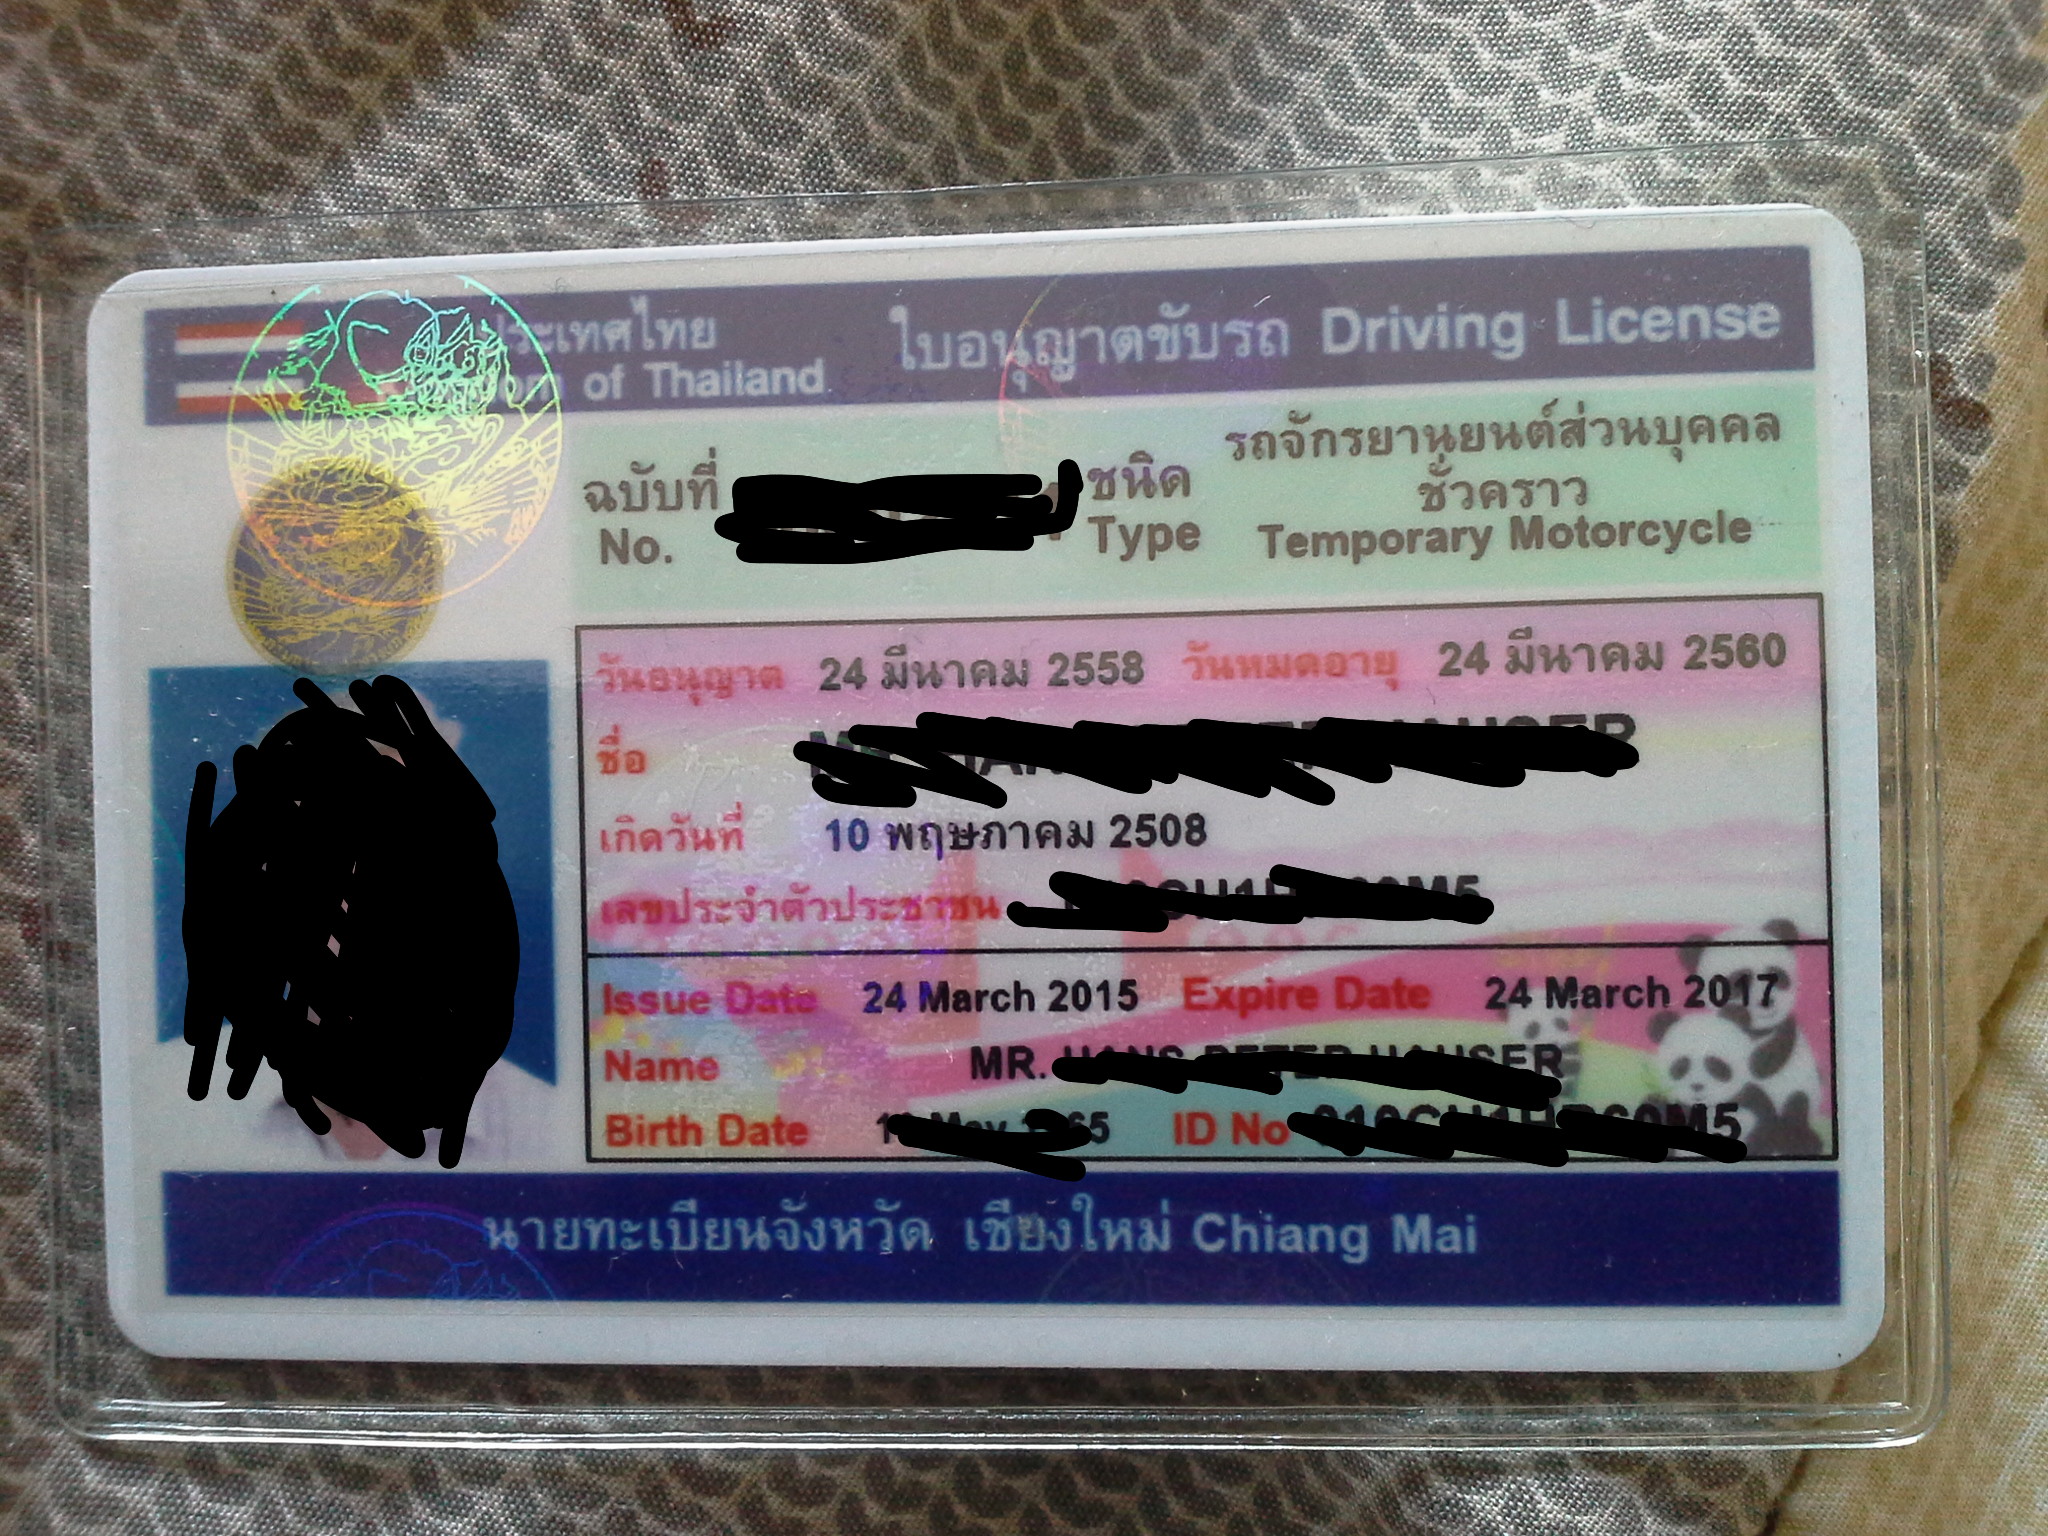 ประเทศไทย
of Thailand
ใบอนุญาตขับรถ Driving License
ฉบับที่
No.
ชนิด
Type
รถจักรยานยนต์ส่วนบุคคล
ชั่วคราว
Temporary Motorcycle
วันอนุญาต 24 มีนาคม 2558 วันหมดอายุ 24 มีนาคม 2560
ชื่อ
เกิดวันที่ 10 พฤษภาคม 2508
เลขประจำตัวประชาชน
Issue Date 24 March 2015 Expire Date 24 March 2017
Name MR.
Birth Date ID No
นายทะเบียนจังหวัด เชียงใหม่ Chiang Mai